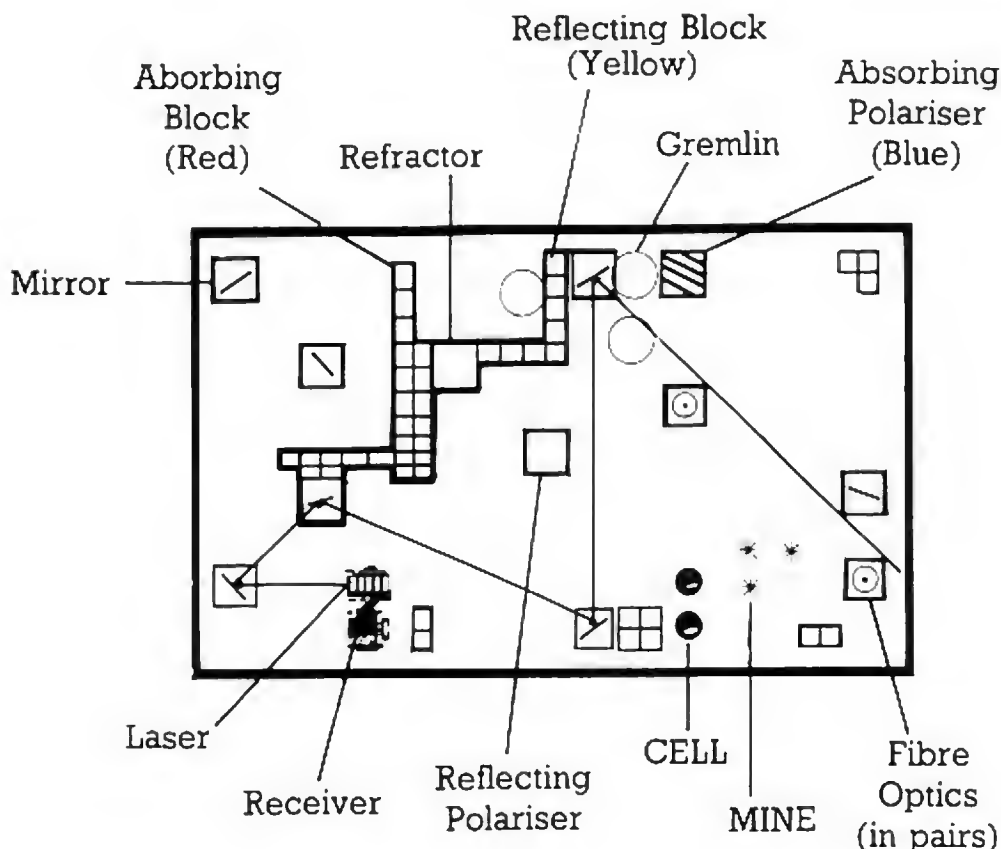 Reflecting Block
(Yellow)
Aborbing
Block
(Red)
Absorbing
Polariser
(Blue)
Refractor
Gremlin
Mirror
Laser
Receiver
Reflecting
Polariser
CELL
MINE
Fibre
Optics
(in pairs)